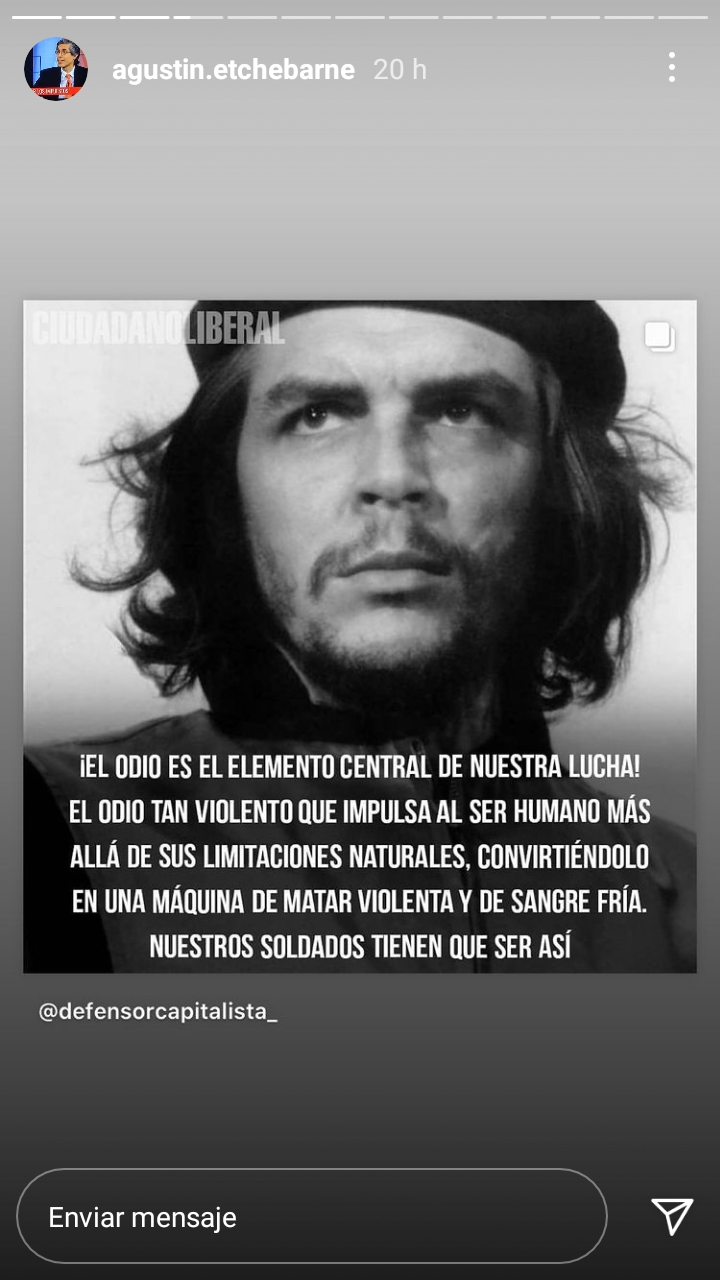 agustin.etchebarne 20 h
CIUDADANOLIBERAL
¡EL ODIO ES EL ELEMENTO CENTRAL DE NUESTRA LUCHA!
EL ODIO TAN VIOLENTO QUE IMPULSA AL SER HUMANO MÁS
ALLÁ DE SUS LIMITACIONES NATURALES, CONVIRTIÉNDOLO
EN UNA MÁQUINA DE MATAR VIOLENTA Y DE SANGRE FRÍA.
NUESTROS SOLDADOS TIENEN QUE SER ASÍ
@defensorcapitalista_
Enviar mensaje